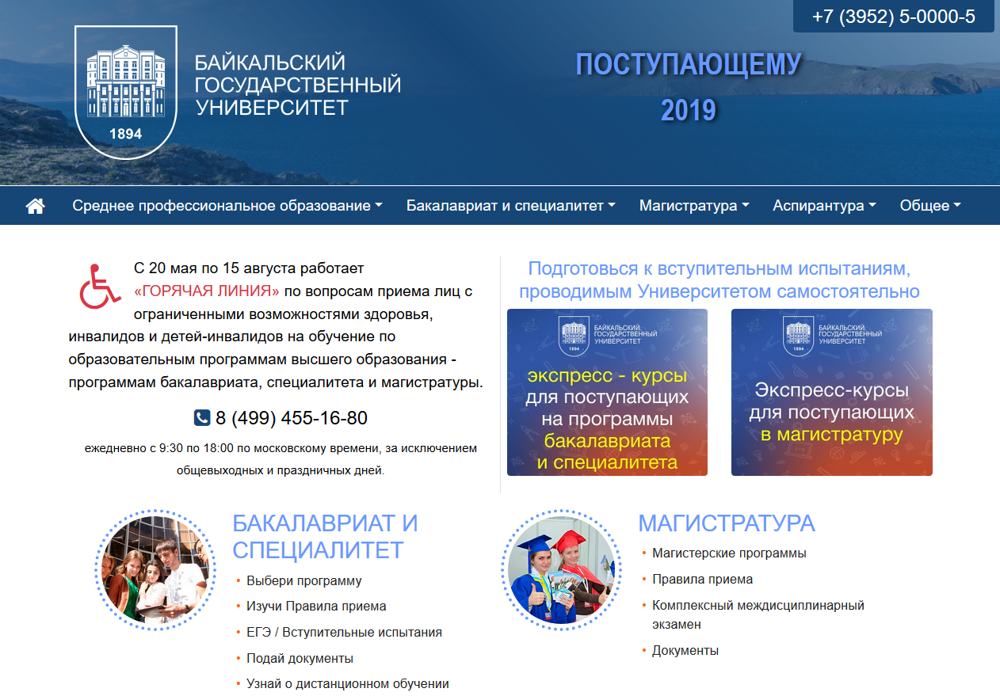 +7 (3952) 5-0000-5
БАЙКАЛЬСКИЙ
ГОСУДАРСТВЕННЫЙ
УНИВЕРСИТЕТ
1894
ПОСТУПАЮЩЕМУ
2019
Среднее профессиональное образование Бакалавриат и специалитет Магистратура Аспирантура Общее
С 20 мая по 15 августа работает
«ГОРЯЧАЯ ЛИНИЯ» по вопросам приема лиц с
ограниченными возможностями здоровья,
инвалидов и детей-инвалидов на обучение по
образовательным программам высшего образования -
программам бакалавриата, специалитета и магистратуры.
8 (499) 455-16-80
ежедневно с 9:30 по 18:00 по московскому времени, за исключением
общевыходных и праздничных дней.
Подготовься к вступительным испытаниям,
проводимым Университетом самостоятельно
БАЙКАЛЬСКИЙ
ГОСУДАРСТВЕННЫЙ
УНИВЕРСИТЕТ
1894
экспресс - курсы
для поступающих
на программы
бакалавриата
и специалитета
БАЙКАЛЬСКИЙ
ГОСУДАРСТВЕННЫЙ
УНИВЕРСИТЕТ
1894
Экспресс-курсы
для поступающих
в магистратуру
БАКАЛАВРИАТ И
СПЕЦИАЛИТЕТ
Выбери программу
Изучи Правила приема
ЕГЭ / Вступительные испытания
Подай документы
Узнай о дистанционном обучении
МАГИСТРАТУРА
Магистерские программы
Правила приема
Комплексный междисциплинарный
экзамен
Документы